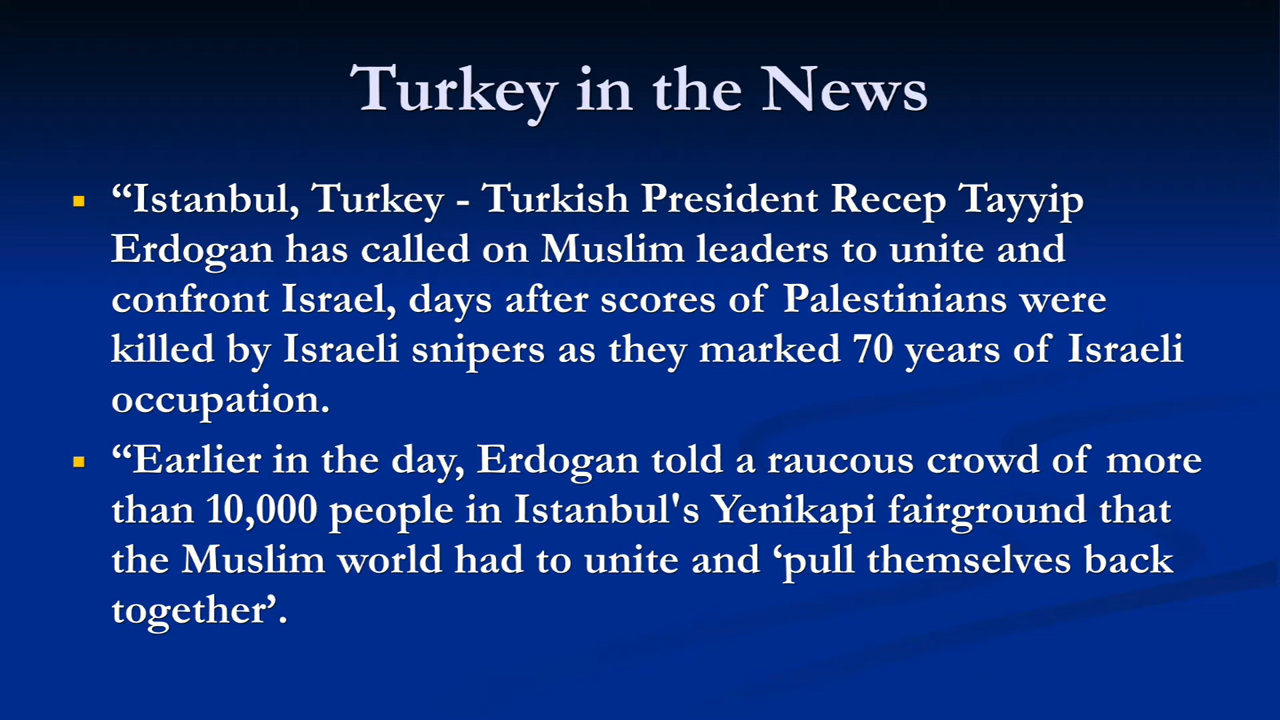 Turkey in the News
“Istanbul, Turkey - Turkish President Recep Tayyip
Erdogan has called on Muslim leaders to unite and
confront Israel, days after scores of Palestinians were
killed by Israeli snipers as they marked 70 years of Israeli
occupation.
“Earlier in the day, Erdogan told a raucous crowd of more
than 10,000 people in Istanbul's Yenikapi fairground that
the Muslim world had to unite and ‘pull themselves back
together’.